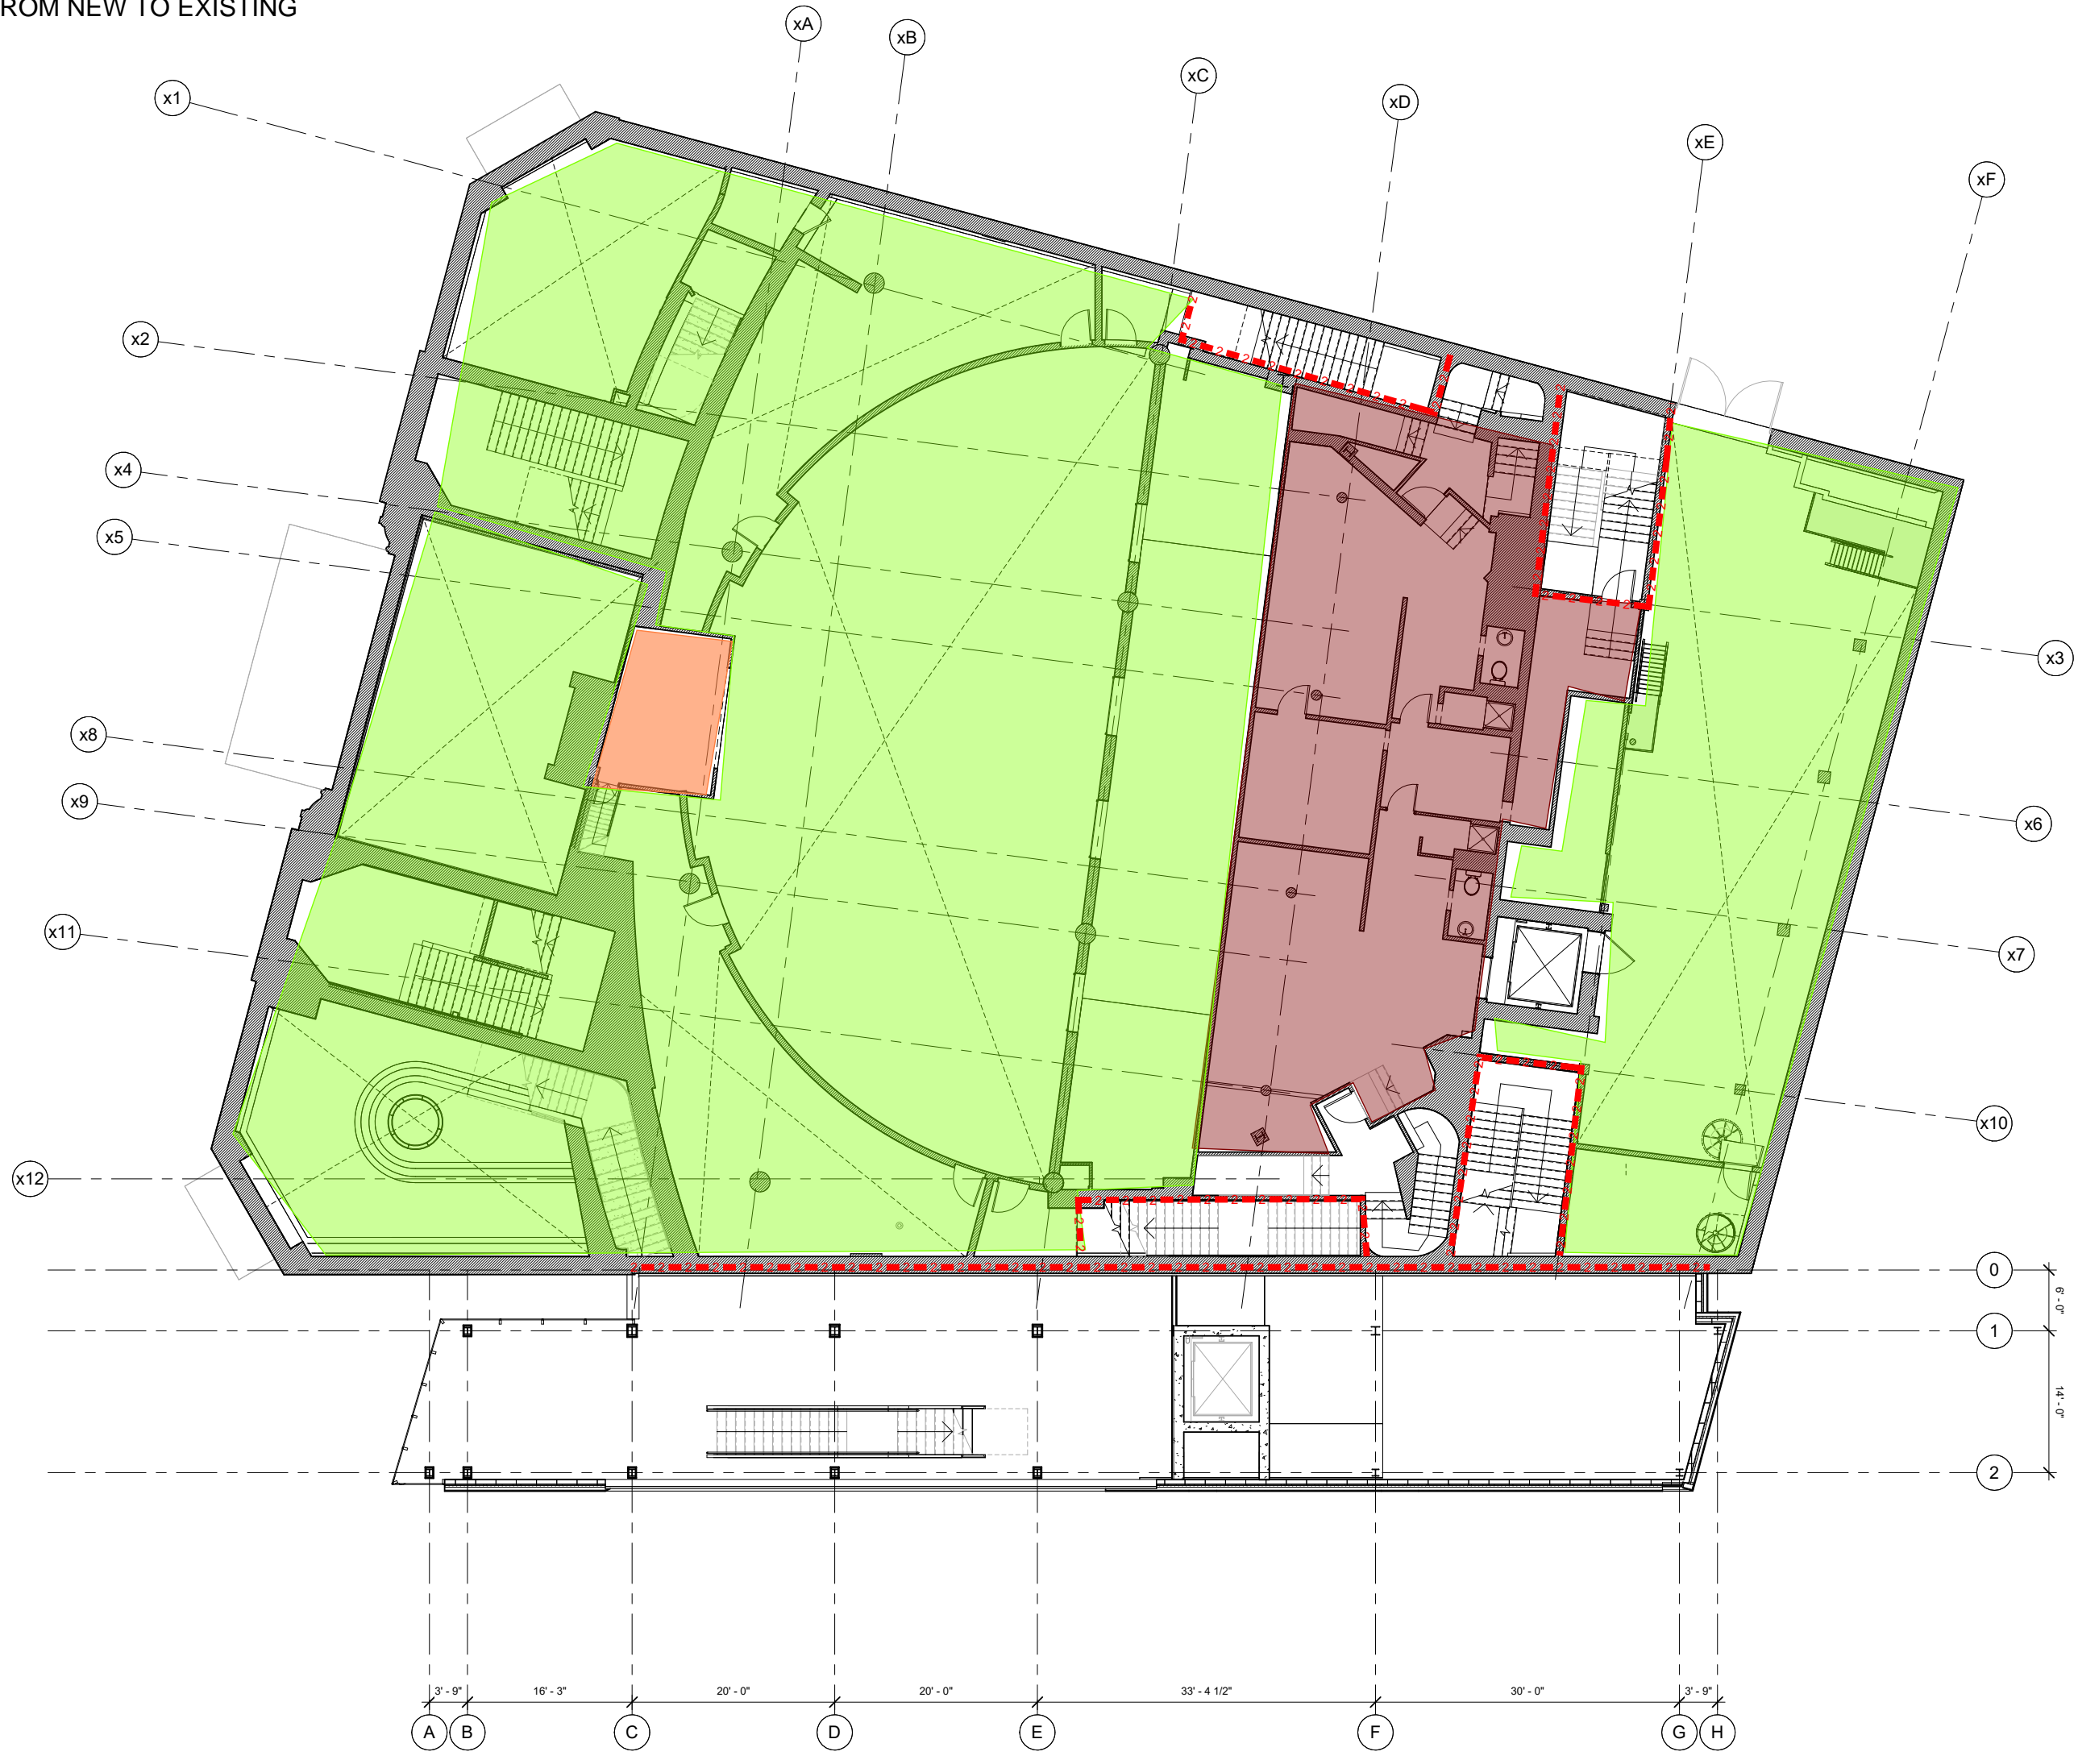 ROM NEW TO EXISTING
xA
xB
xC
xD
xE
xF
x1
x2
x4
x5
x8
x9
x11
x12
x3
x6
x7
x10
0
1
2
6' - 0"
14' - 0"
3' - 9"
16' - 3"
20' - 0"
20' - 0"
33' - 4 1/2"
30' - 0"
3' - 9"
A
B
C
D
E
F
G
H